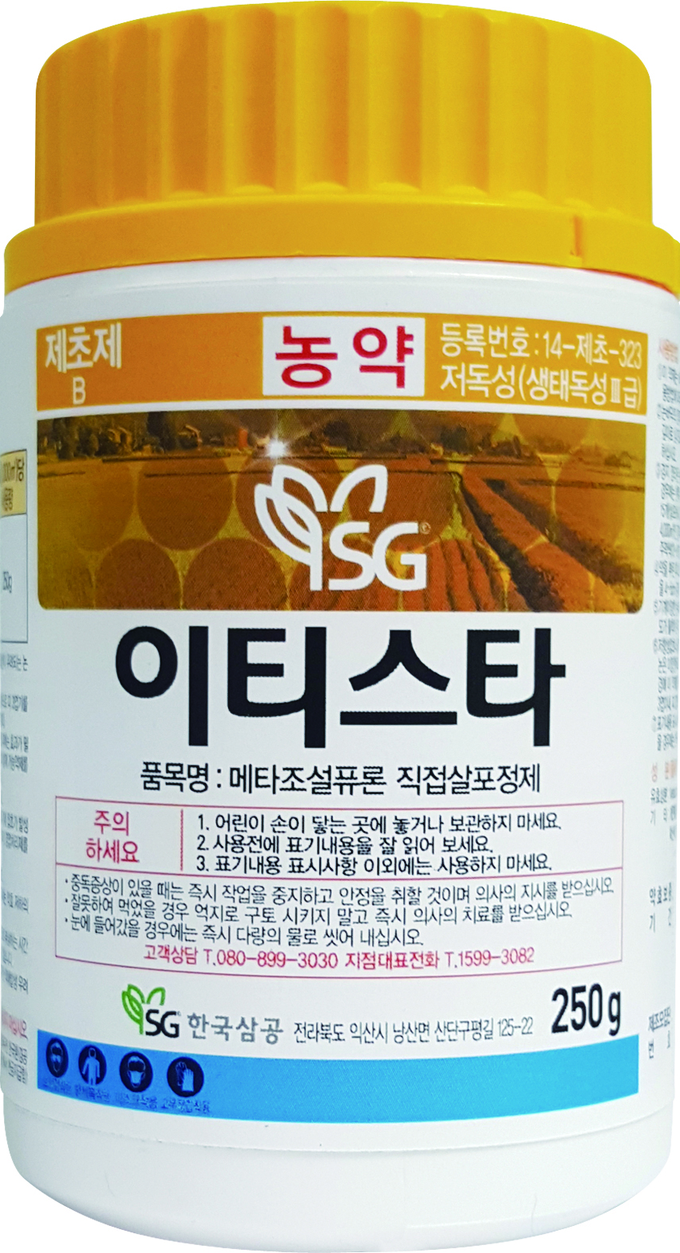 제초제
B
농약
등록번호:14-제초-323
저독성(생태독성Ⅲ급)
SG
이티스타
품목명 : 메타조설퓨론 직접살포정제
주의
하세요
1. 어린이 손이 닿는 곳에 놓거나 보관하지 마세요.
2. 사용전에 표기내용을 잘 읽어 보세요.
3. 표기내용 표시사항 이외에는 사용하지 마세요.
· 중독증상이 있을 때는 즉시 작업을 중지하고 안정을 취할 것이며 의사의 지시를 받으십시오.
· 잘못하여 먹었을 경우 억지로 구토 시키지 말고 즉시 의사의 치료를 받으십시오.
· 눈에 들어갔을 경우에는 즉시 다량의 물로 씻어 내십시오.
고객상담 T.080-899-3030 지점대표전화 T.1599-3082
SG 한국삼공 전라북도 익산시 낭산면 산단구평길 125-22
250g